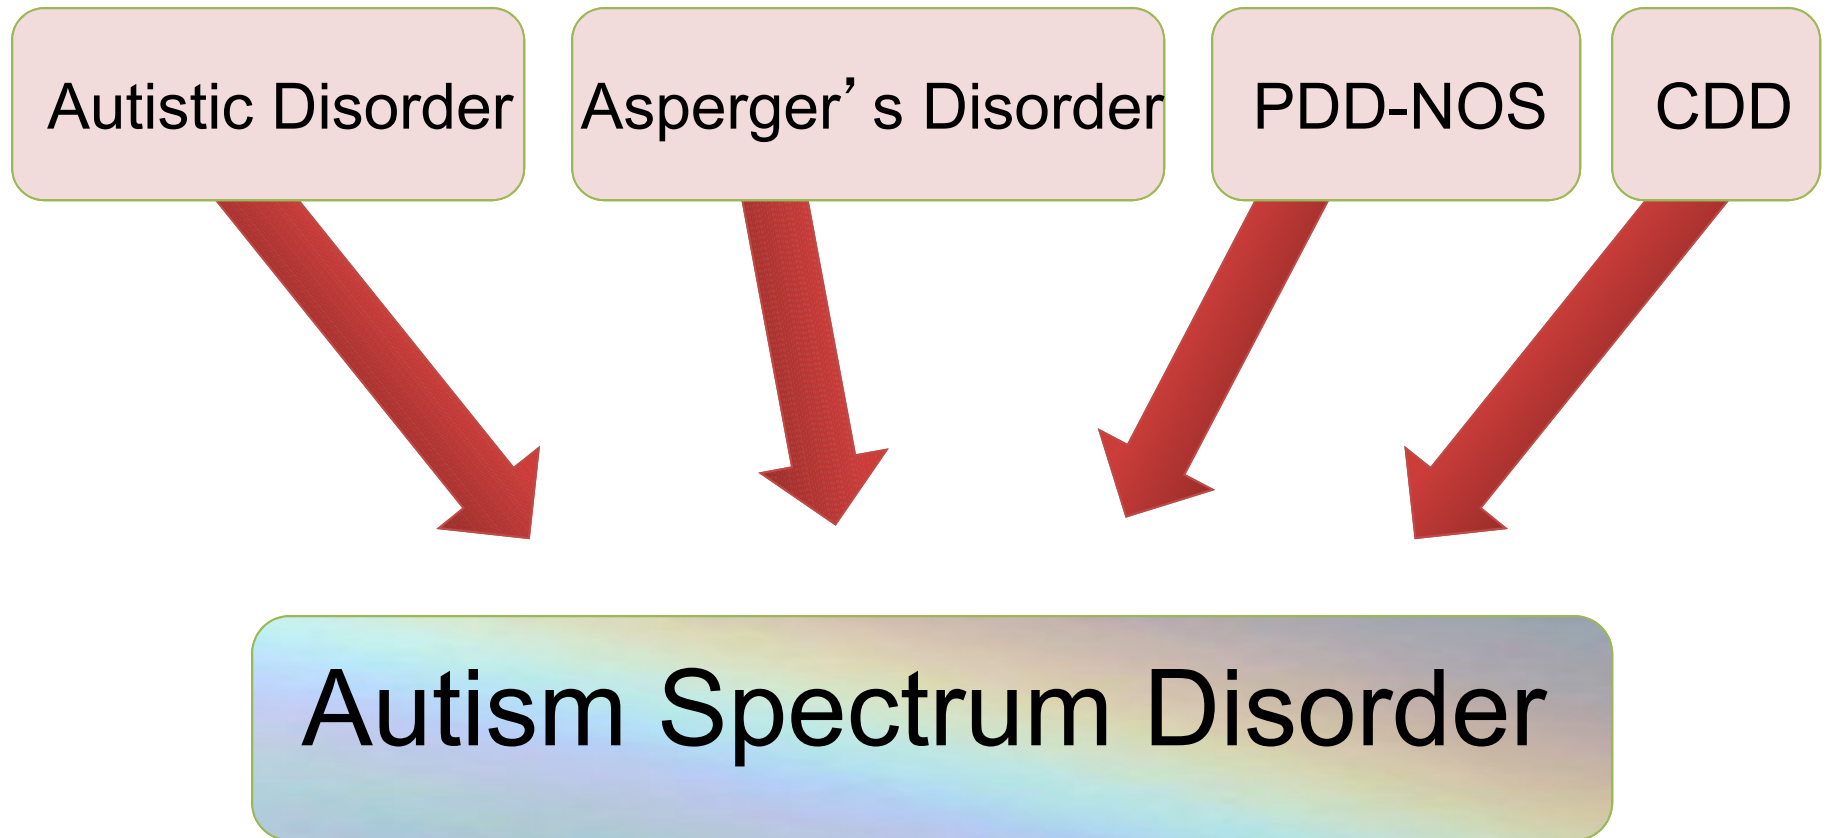 Autistic Disorder
Asperger’s Disorder
PDD-NOS
CDD
Autism Spectrum Disorder